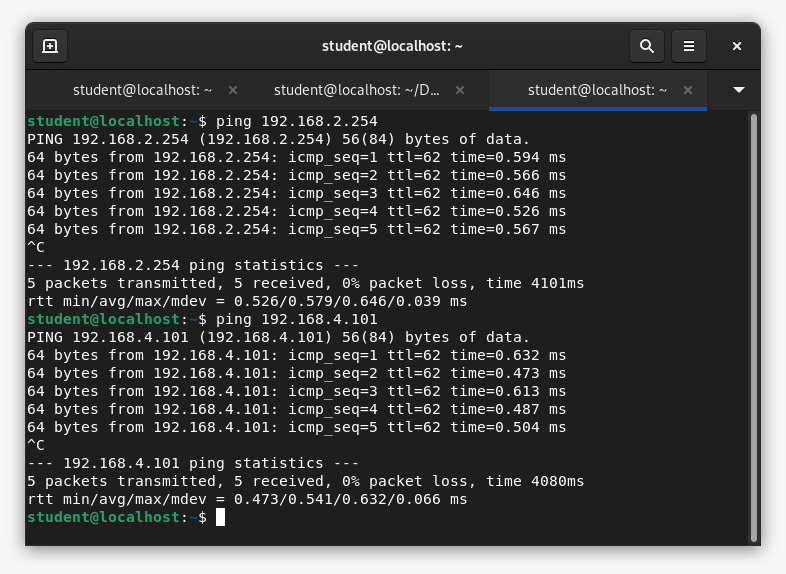 student@localhost: ~
student@localhost: ~
student@localhost: ~/D...
student@localhost: ~
student@localhost:~$ ping 192.168.2.254
PING 192.168.2.254 (192.168.2.254) 56(84) bytes of data.
64 bytes from 192.168.2.254: icmp_seq=1 ttl=62 time=0.594 ms
64 bytes from 192.168.2.254: icmp_seq=2 ttl=62 time=0.566 ms
64 bytes from 192.168.2.254: icmp_seq=3 ttl=62 time=0.646 ms
64 bytes from 192.168.2.254: icmp_seq=4 ttl=62 time=0.526 ms
64 bytes from 192.168.2.254: icmp_seq=5 ttl=62 time=0.567 ms
^C
--- 192.168.2.254 ping statistics ---
5 packets transmitted, 5 received, 0% packet loss, time 4101ms
rtt min/avg/max/mdev = 0.526/0.579/0.646/0.039 ms
student@localhost:~$ ping 192.168.4.101
PING 192.168.4.101 (192.168.4.101) 56(84) bytes of data.
64 bytes from 192.168.4.101: icmp_seq=1 ttl=62 time=0.632 ms
64 bytes from 192.168.4.101: icmp_seq=2 ttl=62 time=0.473 ms
64 bytes from 192.168.4.101: icmp_seq=3 ttl=62 time=0.613 ms
64 bytes from 192.168.4.101: icmp_seq=4 ttl=62 time=0.487 ms
64 bytes from 192.168.4.101: icmp_seq=5 ttl=62 time=0.504 ms
^C
--- 192.168.4.101 ping statistics ---
5 packets transmitted, 5 received, 0% packet loss, time 4080ms
rtt min/avg/max/mdev = 0.473/0.541/0.632/0.066 ms
student@localhost:~$